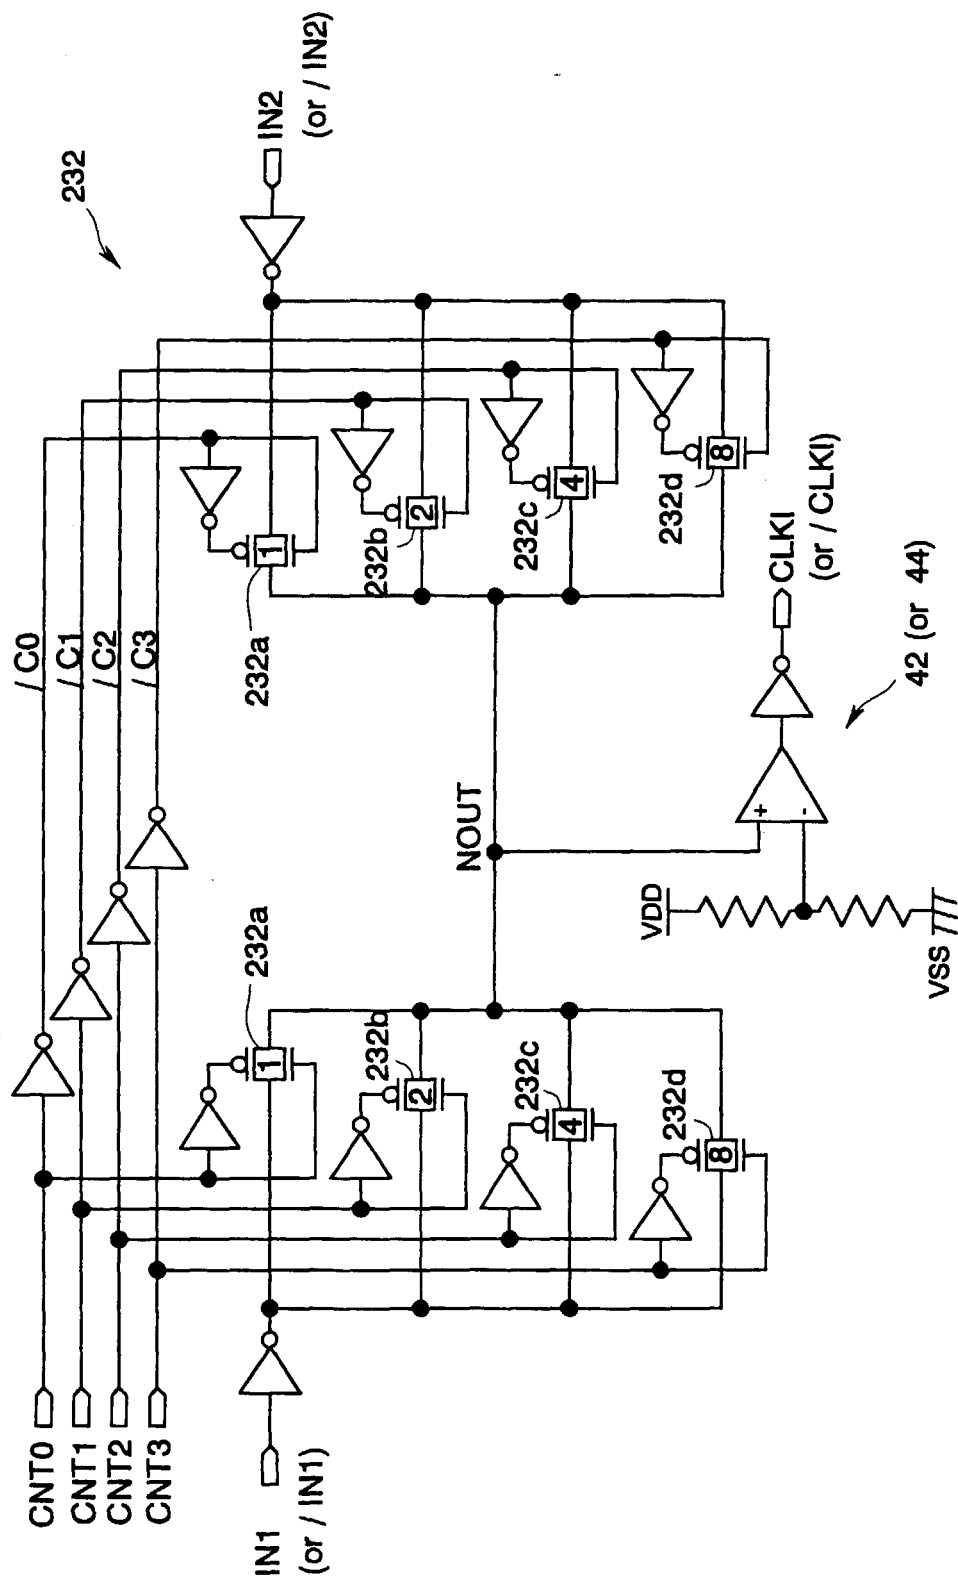 232
CNT0
CNT1
CNT2
CNT3
/C0
/C1
/C2
/C3
IN1
(or / IN1)
IN2
(or / IN2)
1
232a
2
232b
4
232c
8
232d
1
232a
2
232b
4
232c
8
232d
NOUT
VDD
VSS
+
-
CLKI
(or / CLKI)
42 (or 44)